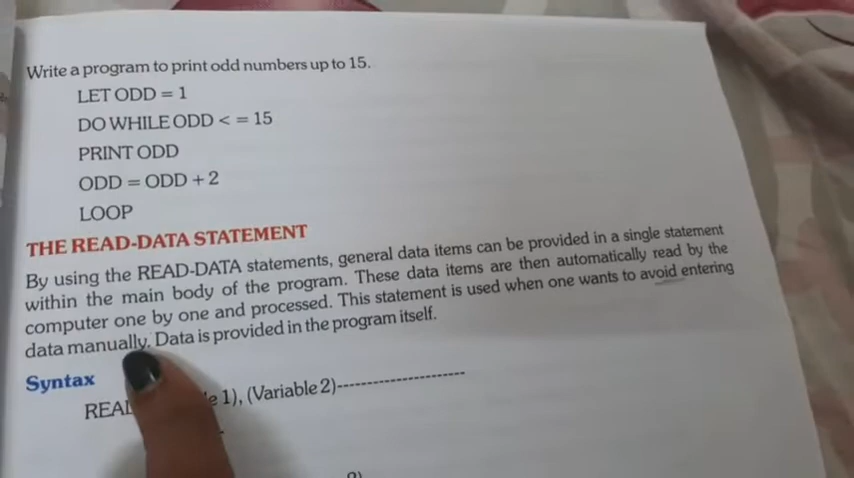 Write a program to print odd numbers up to 15.
LET ODD = 1
DO WHILE ODD < = 15
PRINT ODD
ODD = ODD + 2
LOOP
THE READ-DATA STATEMENT
By using the READ-DATA statements, general data items can be provided in a single statement
within the main body of the program. These data items are then automatically read by the
computer one by one and processed. This statement is used when one wants to avoid entering
data manually. Data is provided in the program itself.
Syntax
1), (Variable 2)----------------------